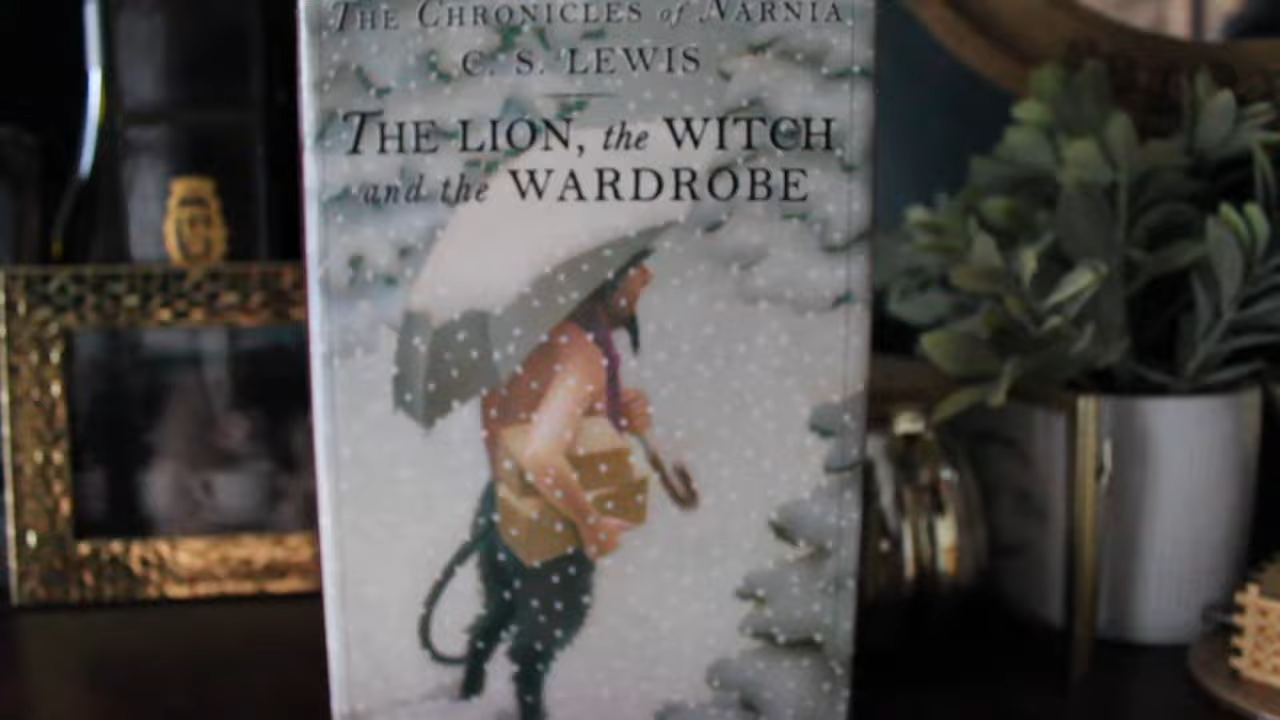 THE CHRONICLES of NARNIA
C. S. LEWIS
THE LION, the WITCH
and the WARDROBE